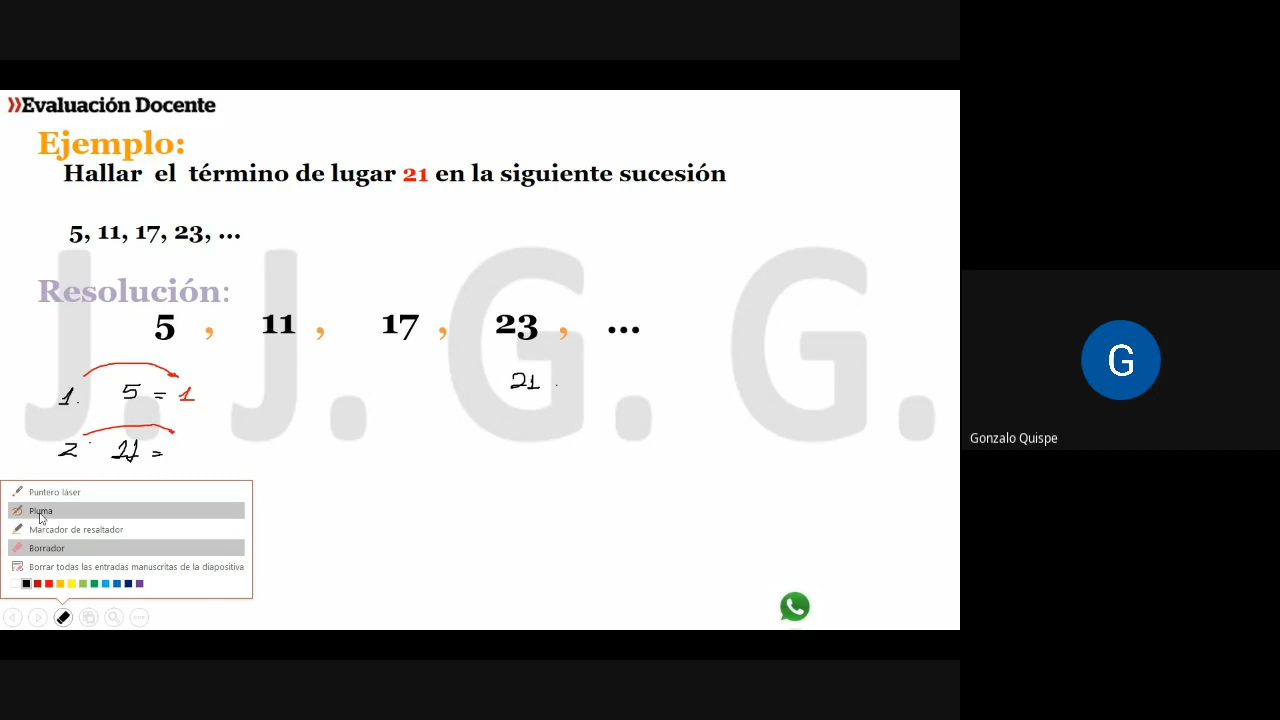 »Evaluación Docente
Ejemplo:
Hallar el término de lugar 21 en la siguiente sucesión
5, 11, 17, 23, ...
Resolución:
5 , 11 , 17 , 23 , ...
21 .
1. 5 = 1
2. 21 =
J. J. G. G.
Puntero láser
Pluma
Marcador de resaltador
Borrador
Borrar todas las entradas manuscritas de la diapositiva
G
Gonzalo Quispe